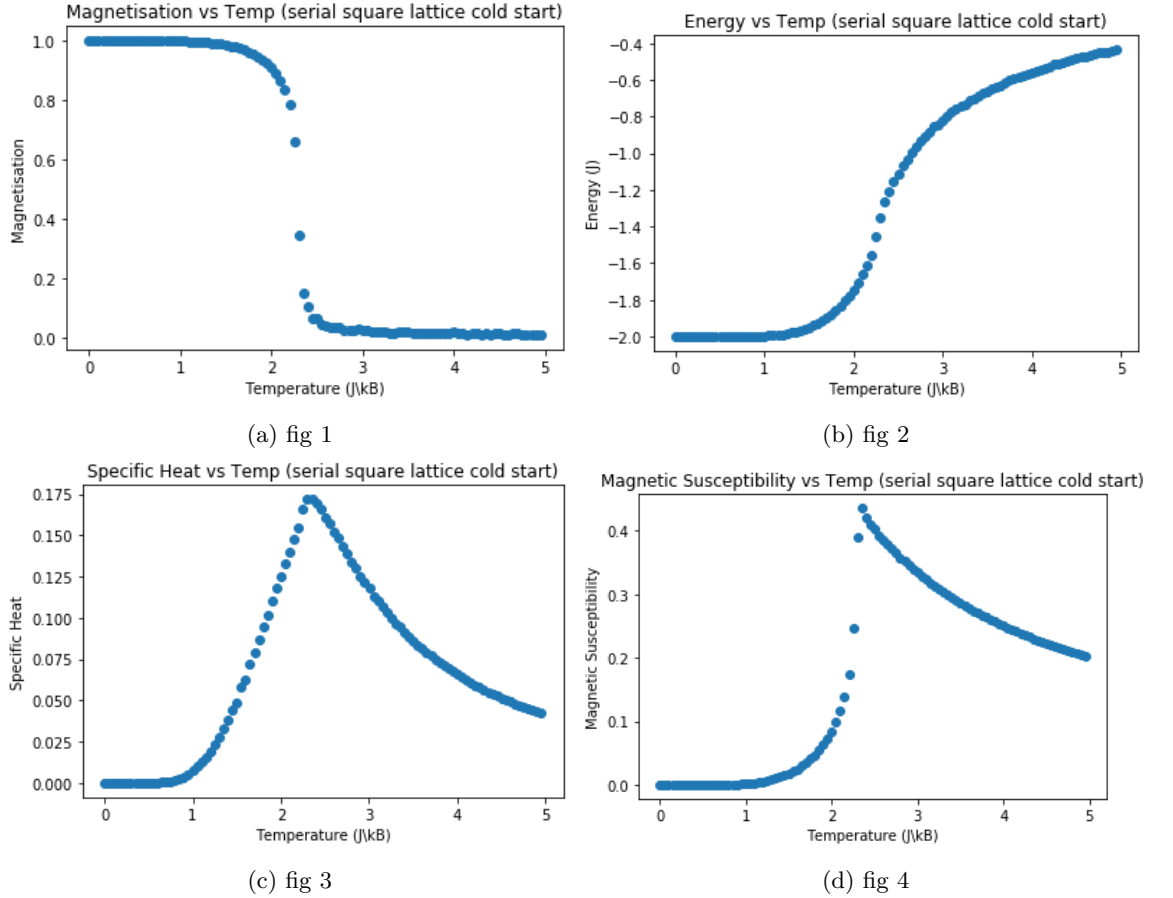 Magnetisation vs Temp (serial square lattice cold start)
1.0
0.8
0.6
0.4
0.2
0.0
Magnetisation
0 1 2 3 4 5
Temperature (J\kB)
(a) fig 1
Energy vs Temp (serial square lattice cold start)
−0.4
−0.6
−0.8
−1.0
−1.2
−1.4
−1.6
−1.8
−2.0
Energy (J)
0 1 2 3 4 5
Temperature (J\kB)
(b) fig 2
Specific Heat vs Temp (serial square lattice cold start)
0.175
0.150
0.125
0.100
0.075
0.050
0.025
0.000
Specific Heat
0 1 2 3 4 5
Temperature (J\kB)
(c) fig 3
Magnetic Susceptibility vs Temp (serial square lattice cold start)
0.4
0.3
0.2
0.1
0.0
Magnetic Susceptibility
0 1 2 3 4 5
Temperature (J\kB)
(d) fig 4